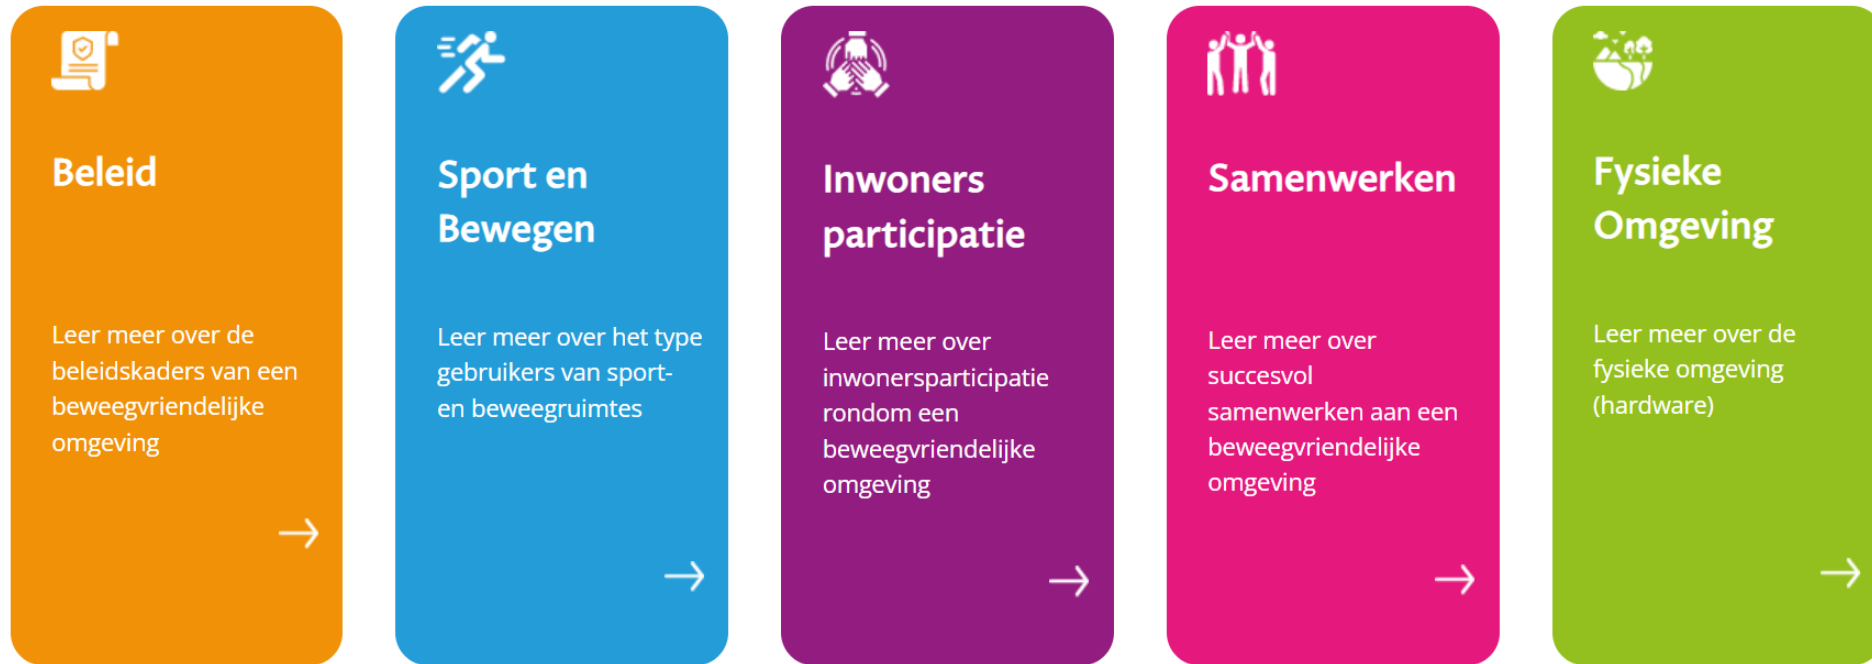 Beleid
Leer meer over de
beleidskaders van een
beweegvriendelijke
omgeving
Sport en
Bewegen
Leer meer over het type
gebruikers van sport-
en beweegruimtes
Inwoners
participatie
Leer meer over
inwonersparticipatie
rondom een
beweegvriendelijke
omgeving
Samenwerken
Leer meer over
succesvol
samenwerken aan een
beweegvriendelijke
omgeving
Fysieke
Omgeving
Leer meer over de
fysieke omgeving
(hardware)